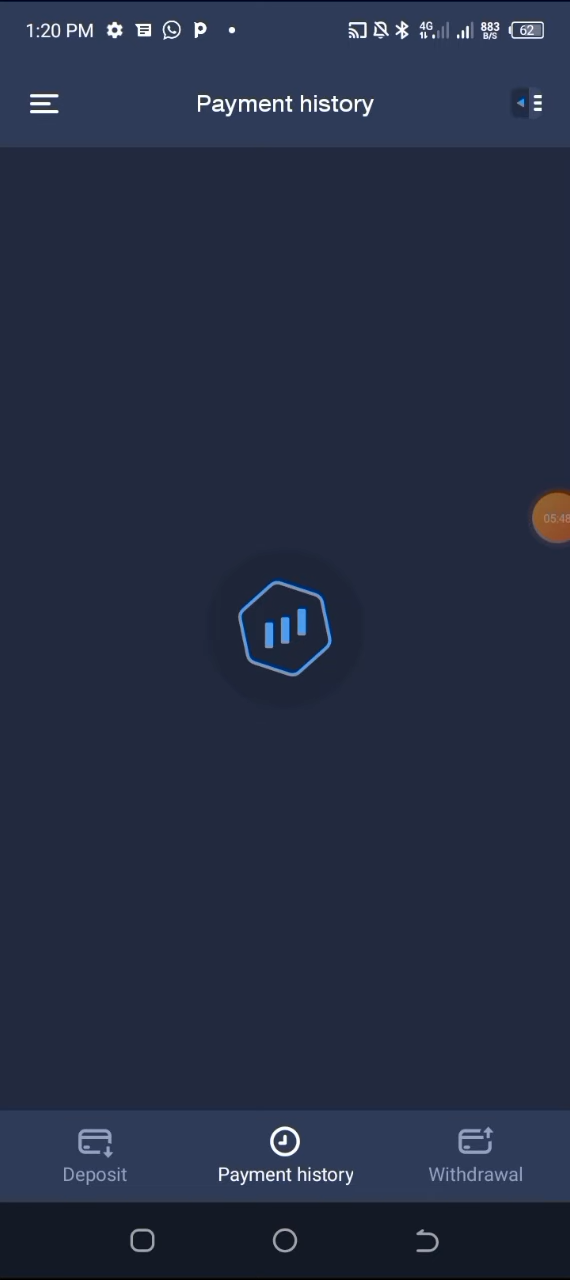 1:20 PM
4G
883
B/S
62
Payment history
05:48
Deposit
Payment history
Withdrawal